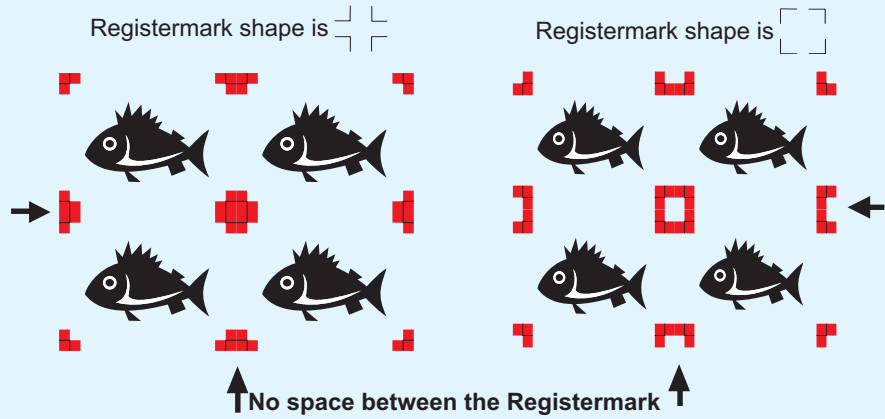 Registermark shape is
Registermark shape is
No space between the Registermark